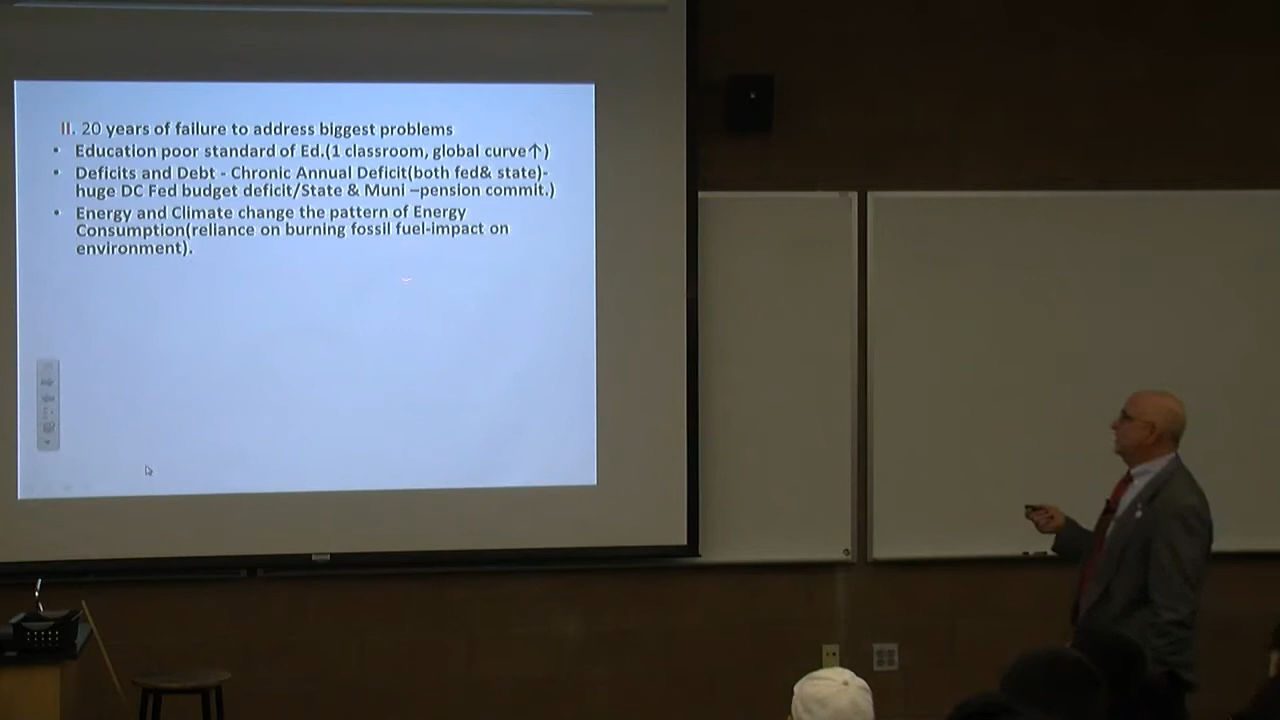 II. 20 years of failure to address biggest problems
• Education poor standard of Ed.(1 classroom, global curve↑)
• Deficits and Debt - Chronic Annual Deficit(both fed& state)-
huge DC Fed budget deficit/State & Muni –pension commit.)
• Energy and Climate change the pattern of Energy
Consumption(reliance on burning fossil fuel-impact on
environment).